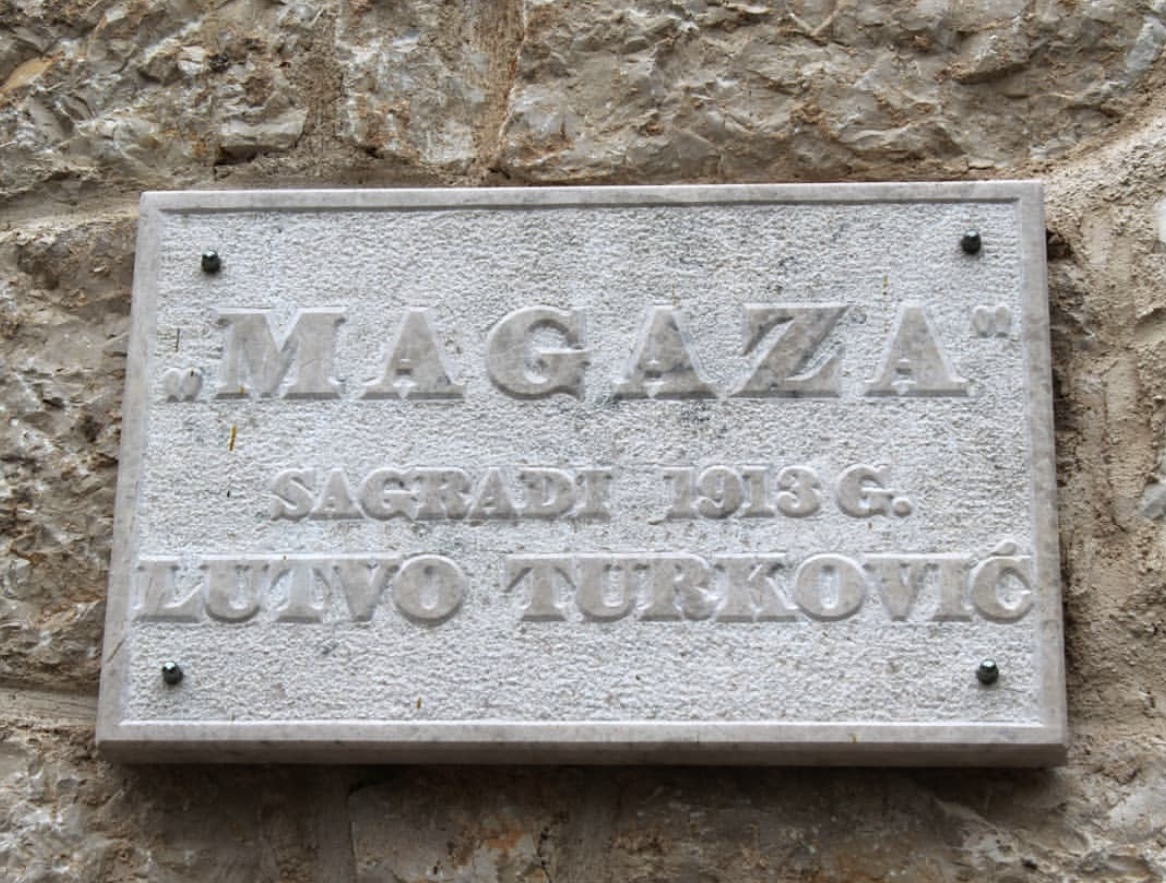 „MAGAZA“
SAGRADI 1913 G.
LUTVO TURKOVIĆ